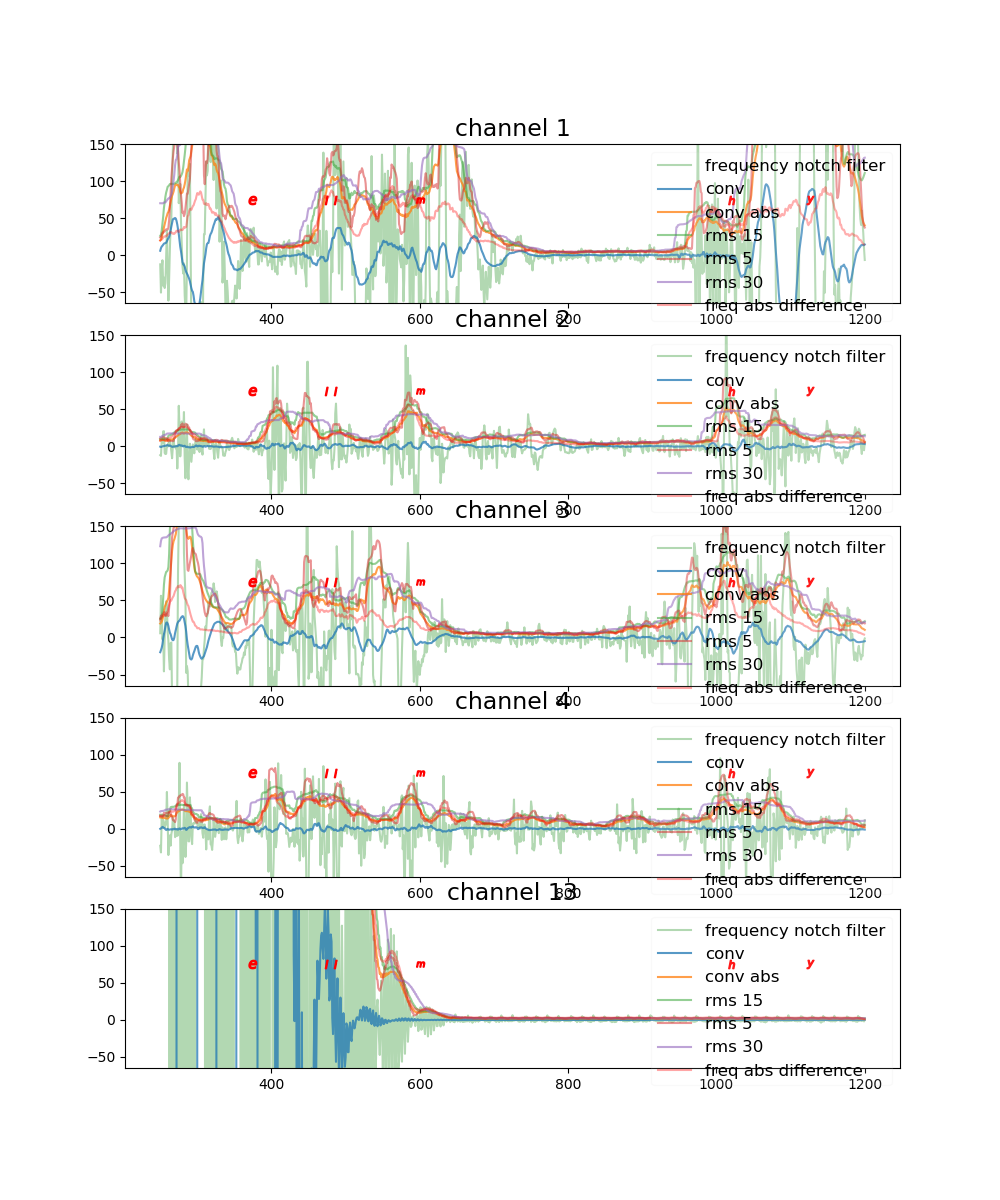 channel 1
150
100
50
0
−50
e l l m h y
frequency notch filter
conv
conv abs
rms 15
rms 5
rms 30
freq abs difference
400 600 800 1000 1200
channel 2
150
100
50
0
−50
e l l m h y
frequency notch filter
conv
conv abs
rms 15
rms 5
rms 30
freq abs difference
400 600 800 1000 1200
channel 3
150
100
50
0
−50
e l l m h y
frequency notch filter
conv
conv abs
rms 15
rms 5
rms 30
freq abs difference
400 600 800 1000 1200
channel 4
150
100
50
0
−50
e l l m h y
frequency notch filter
conv
conv abs
rms 15
rms 5
rms 30
freq abs difference
400 600 800 1000 1200
channel 13
150
100
50
0
−50
e l l m h y
frequency notch filter
conv
conv abs
rms 15
rms 5
rms 30
freq abs difference
400 600 800 1000 1200